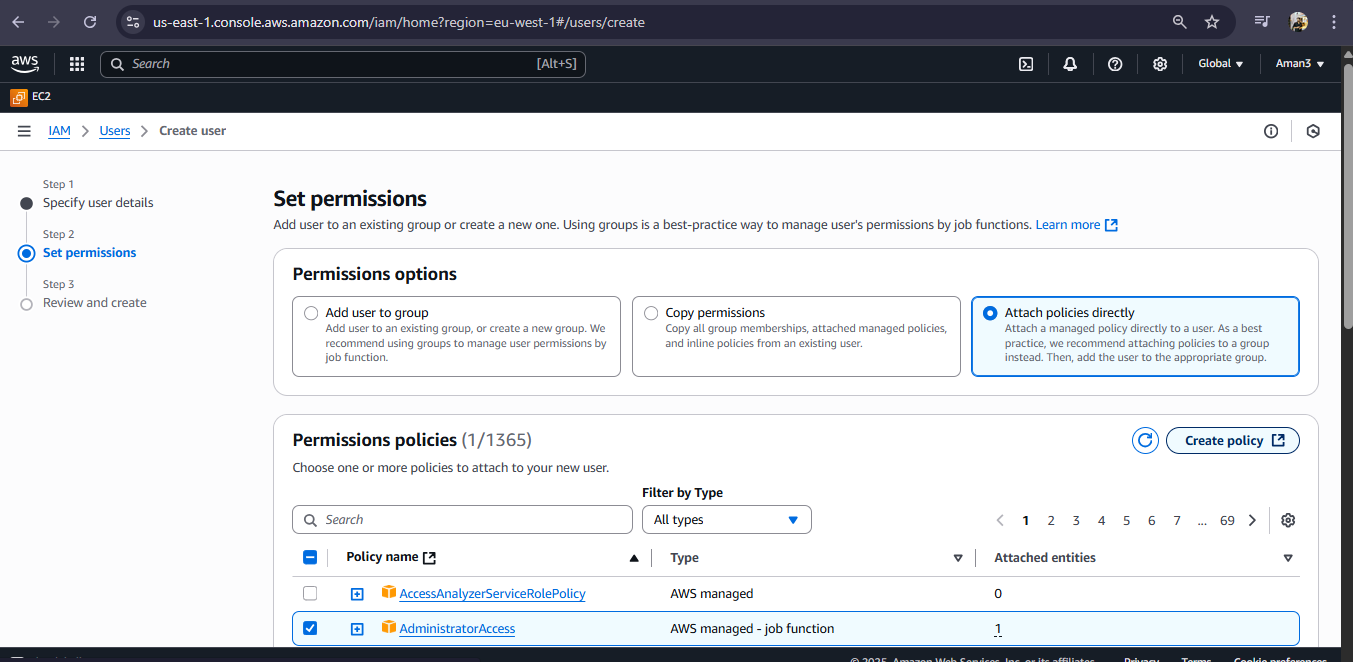 us-east-1.console.aws.amazon.com/iam/home?region=eu-west-1#/users/create
aws
Search [Alt+S]
Global
Aman3
EC2
IAM > Users > Create user
Step 1
Specify user details
Step 2
Set permissions
Step 3
Review and create
Set permissions
Add user to an existing group or create a new one. Using groups is a best-practice way to manage user's permissions by job functions. Learn more
Permissions options
Add user to group
Add user to an existing group, or create a new group. We
recommend using groups to manage user permissions by
job function.
Copy permissions
Copy all group memberships, attached managed policies,
and inline policies from an existing user.
Attach policies directly
Attach a managed policy directly to a user. As a best
practice, we recommend attaching policies to a group
instead. Then, add the user to the appropriate group.
Permissions policies (1/1365)
Create policy
Choose one or more policies to attach to your new user.
Filter by Type
Search
All types
1 2 3 4 5 6 7 ... 69
Policy name Type Attached entities
AccessAnalyzerServiceRolePolicy AWS managed 0
AdministratorAccess AWS managed - job function 1
© 2025, Amazon Web Services, Inc. or its affiliates. Privacy Terms Cookie preferences